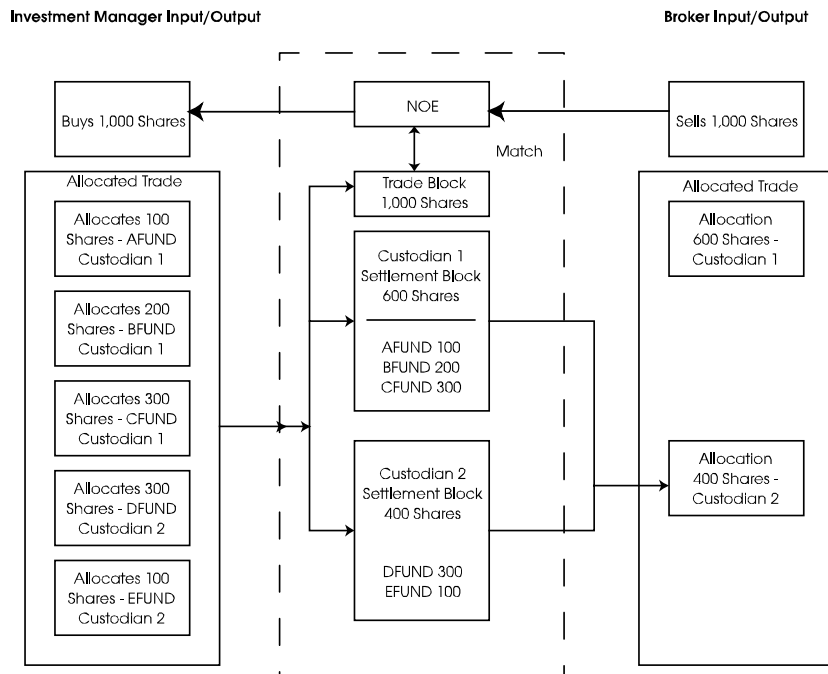 Investment Manager Input/Output
Broker Input/Output
Buys 1,000 Shares
NOE
Sells 1,000 Shares
Match
Allocated Trade
Allocates 100
Shares - AFUND
Custodian 1
Allocates 200
Shares - BFUND
Custodian 1
Allocates 300
Shares - CFUND
Custodian 1
Allocates 300
Shares - DFUND
Custodian 2
Allocates 100
Shares - EFUND
Custodian 2
Trade Block
1,000 Shares
Custodian 1
Settlement Block
600 Shares
AFUND 100
BFUND 200
CFUND 300
Custodian 2
Settlement Block
400 Shares
DFUND 300
EFUND 100
Allocated Trade
Allocation
600 Shares -
Custodian 1
Allocation
400 Shares -
Custodian 2